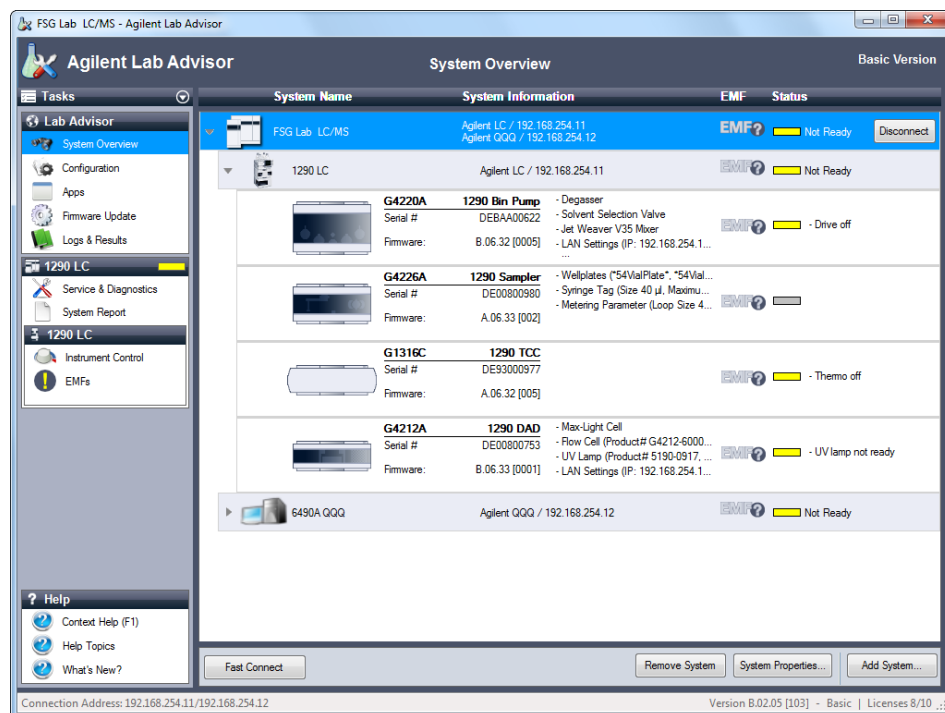 FSG Lab LC/MS - Agilent Lab Advisor
Agilent Lab Advisor
System Overview
Basic Version
Tasks
System Name System Information EMF Status
Lab Advisor
System Overview
Configuration
Apps
Firmware Update
Logs & Results
1290 LC
Service & Diagnostics
System Report
1290 LC
Instrument Control
EMFs
FSG Lab LC/MS
Agilent LC / 192.168.254.11
Agilent QQQ / 192.168.254.12
EMF? Not Ready
Disconnect
1290 LC Agilent LC / 192.168.254.11 EMF? Not Ready
G4220A 1290 Bin Pump
Serial # DEBAA00622
Firmware: B.06.32 [0005]
- Degasser
- Solvent Selection Valve
- Jet Weaver V35 Mixer
- LAN Settings (IP: 192.168.254.1...
...
EMF? - Drive off
G4226A 1290 Sampler
Serial # DE00800980
Firmware: A.06.33 [002]
- Wellplates (*54VialPlate*, *54Vial...
- Syringe Tag (Size 40 µl, Maximu...
- Metering Parameter (Loop Size 4...
EMF?
G1316C 1290 TCC
Serial # DE93000977
Firmware: A.06.32 [005]
EMF? - Thermo off
G4212A 1290 DAD
Serial # DE00800753
Firmware: B.06.33 [0001]
- Max-Light Cell
- Flow Cell (Product# G4212-6000...
- UV Lamp (Product# 5190-0917, ...
- LAN Settings (IP: 192.168.254.1...
EMF? - UV lamp not ready
6490A QQQ Agilent QQQ / 192.168.254.12 EMF? Not Ready
? Help
Context Help (F1)
Help Topics
What's New?
Fast Connect
Remove System
System Properties...
Add System...
Connection Address: 192.168.254.11/192.168.254.12
Version B.02.05 [103] - Basic | Licenses 8/10